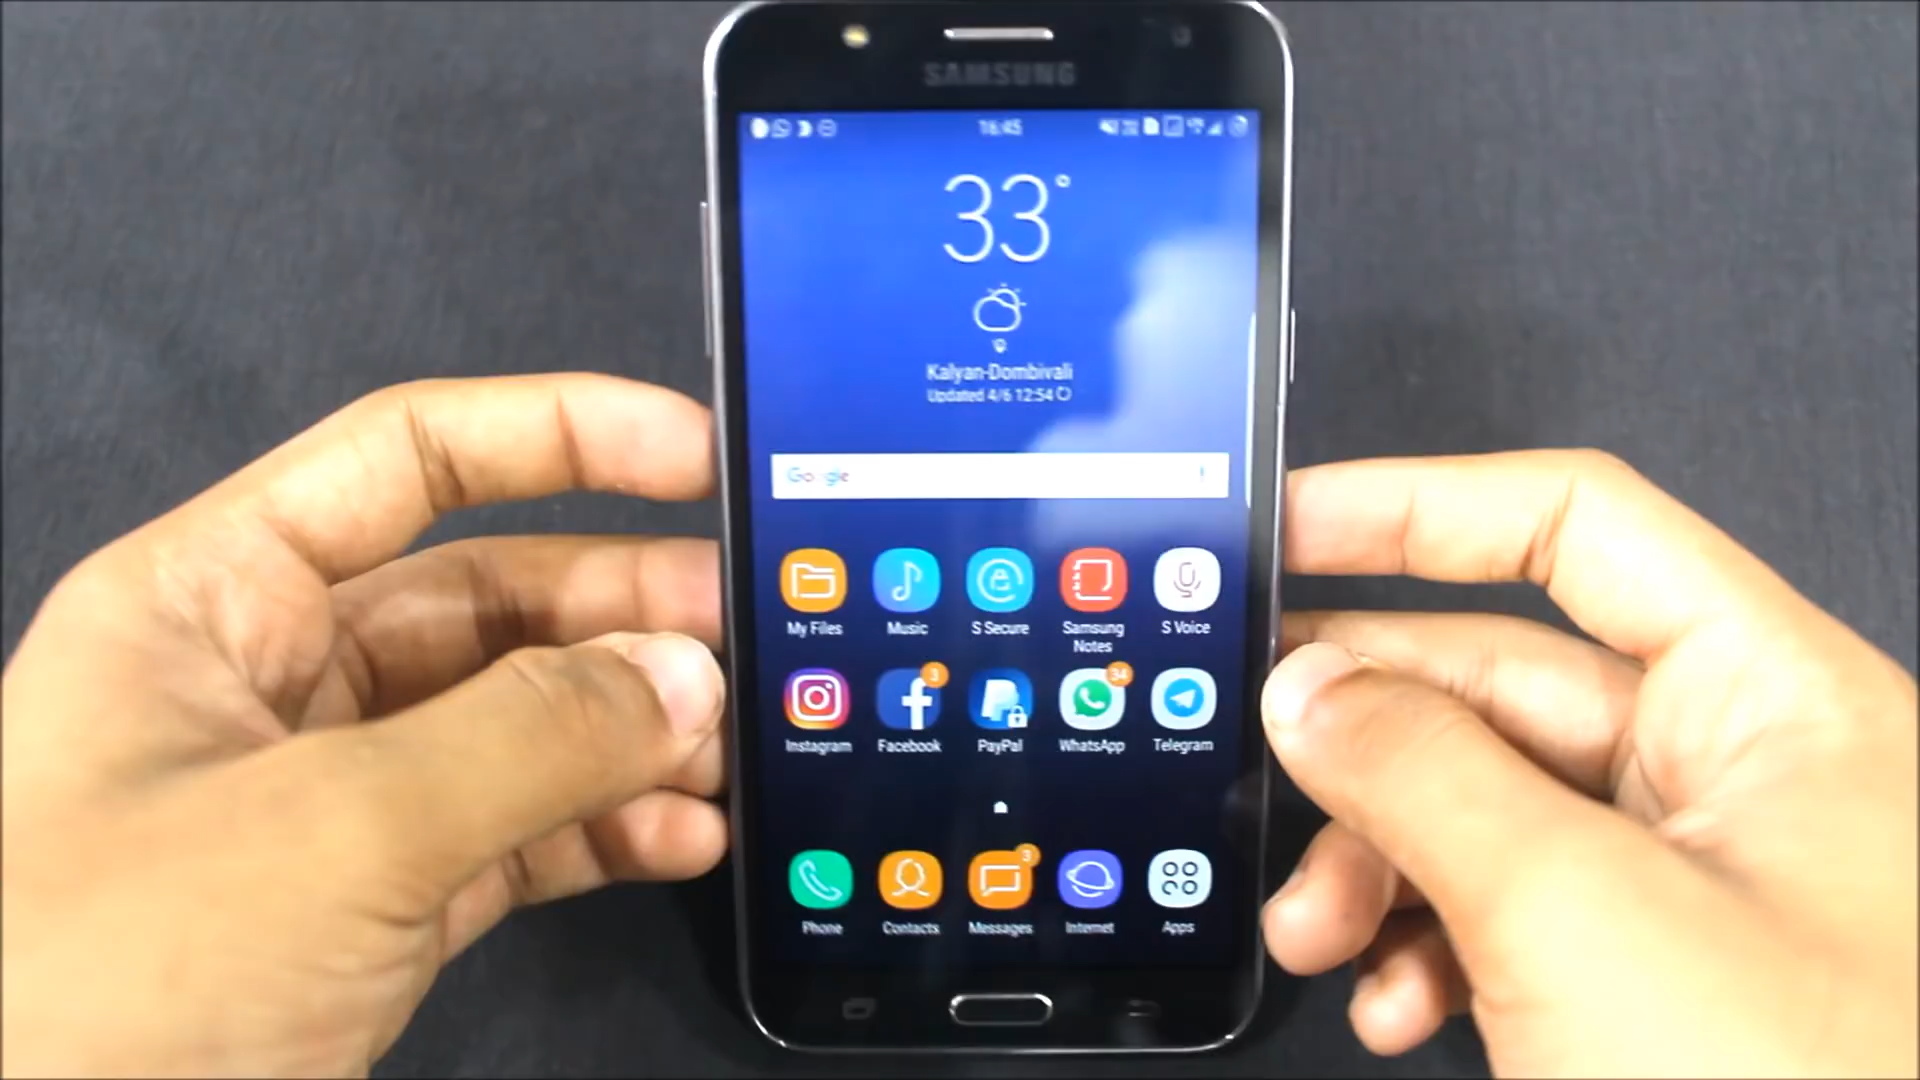 SAMSUNG
16:45
33°
Kalyan-Dombivali
Updated 4/6 12:54
Google
My Files Music S Secure Samsung Notes S Voice
3 34
Instagram Facebook PayPal WhatsApp Telegram
3
Phone Contacts Messages Internet Apps